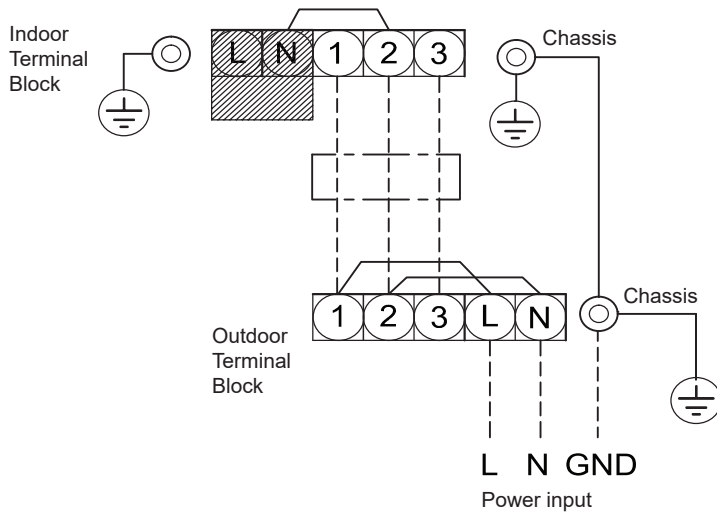 Indoor
Terminal
Block
L N 1 2 3
Chassis
1 2 3 L N
Chassis
Outdoor
Terminal
Block
L N GND
Power input